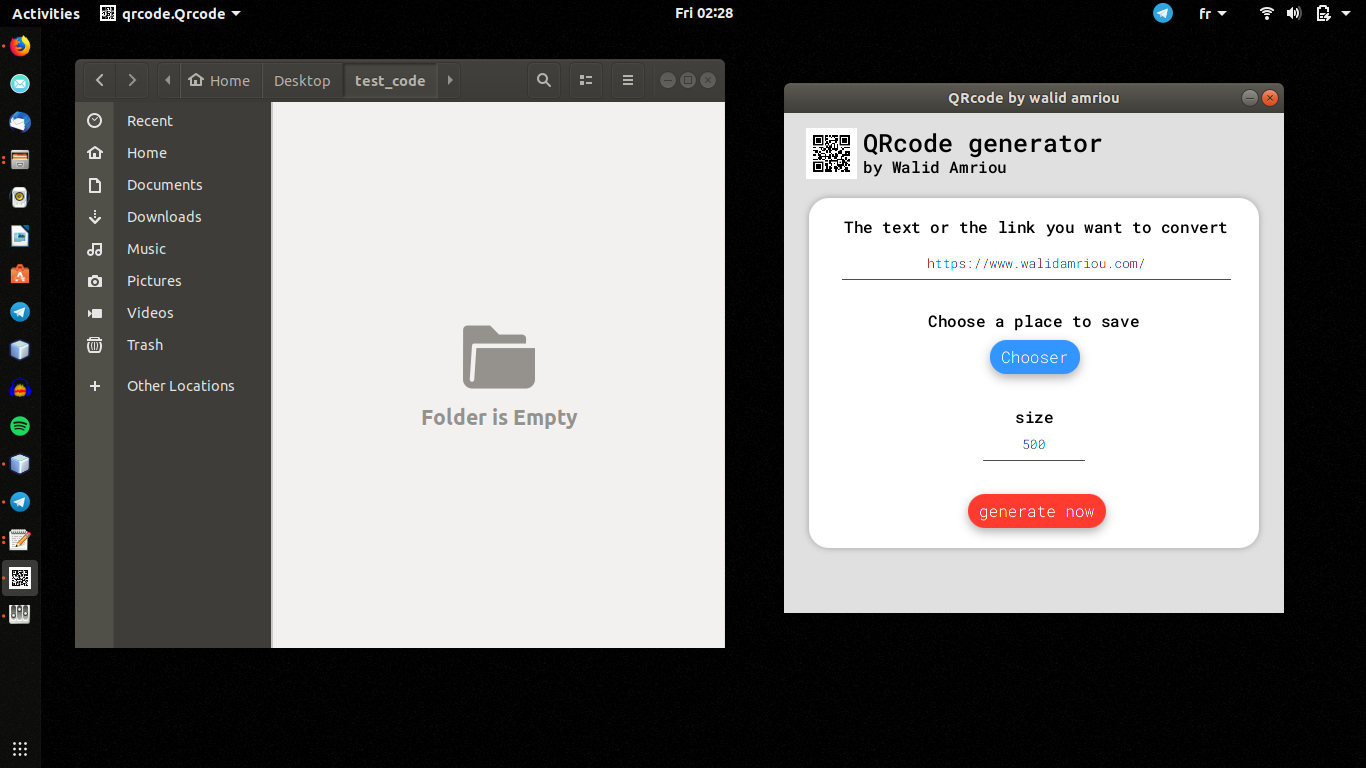 Activities qrcode.Qrcode Fri 02:28 fr
Home Desktop test_code
Recent
Home
Documents
Downloads
Music
Pictures
Videos
Trash
Other Locations
Folder is Empty
QRcode by walid amriou
QRcode generator
by Walid Amriou
The text or the link you want to convert
https://www.walidamriou.com/
Choose a place to save
Chooser
size
500
generate now